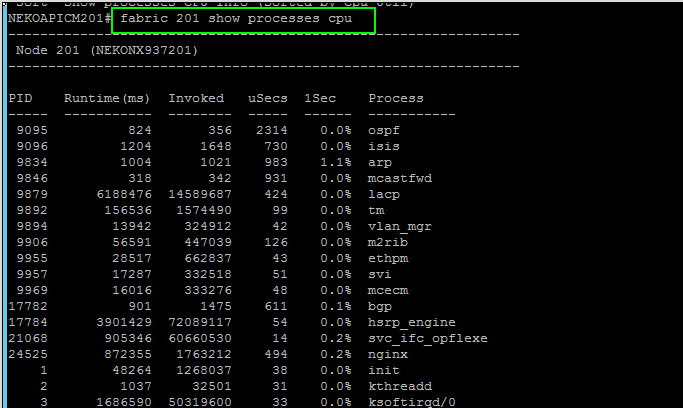 sort Show processes CPU info (sorted by cpu util)
NEKOAPICM201# fabric 201 show processes cpu
----------------------------------------------------------------
Node 201 (NEKONX937201)
----------------------------------------------------------------
PID Runtime(ms) Invoked uSecs 1Sec Process
----- ----------- -------- ----- ------ -----------
9095 824 356 2314 0.0% ospf
9096 1204 1648 730 0.0% isis
9834 1004 1021 983 1.1% arp
9846 318 342 931 0.0% mcastfwd
9879 6188476 14589687 424 0.0% lacp
9892 156536 1574490 99 0.0% tm
9894 13942 324912 42 0.0% vlan_mgr
9906 56591 447039 126 0.0% m2rib
9955 28517 662837 43 0.0% ethpm
9957 17287 332518 51 0.0% svi
9969 16016 333276 48 0.0% mcecm
17782 901 1475 611 0.1% bgp
17784 3901429 72089117 54 0.0% hsrp_engine
21068 905346 60660530 14 0.2% svc_ifc_opflexe
24525 872355 1763212 494 0.2% nginx
1 48264 1268037 38 0.0% init
2 1037 32501 31 0.0% kthreadd
3 1686590 50319600 33 0.0% ksoftirqd/0